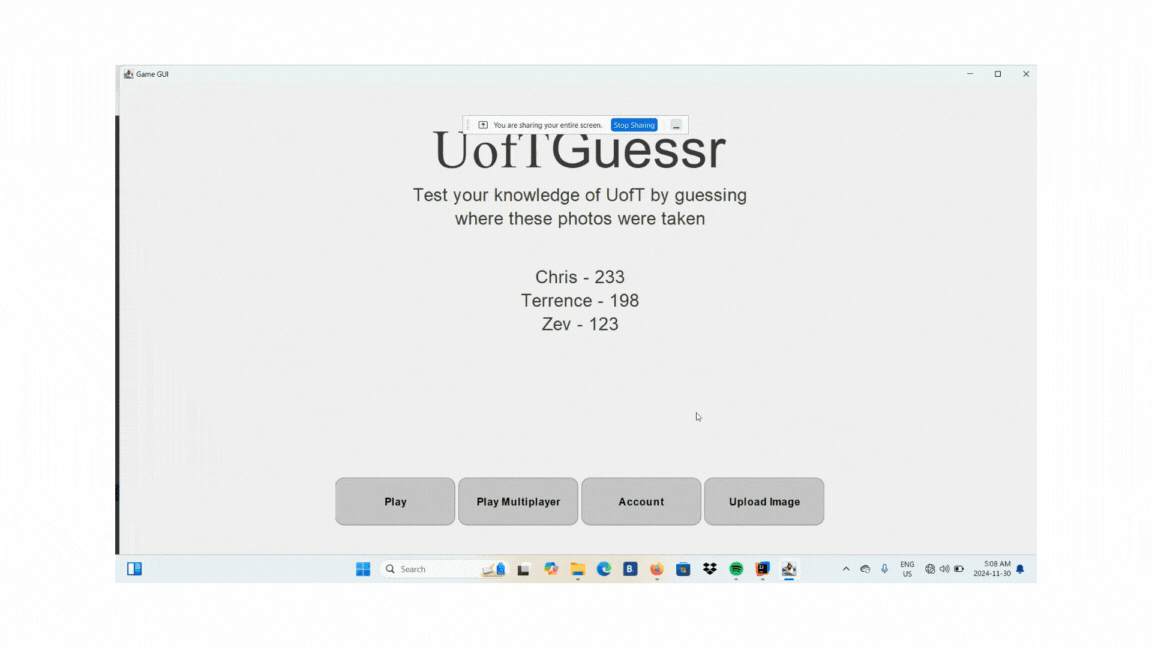 Game GUI
You are sharing your entire screen. Stop Sharing
UofTGuessr
Test your knowledge of UofT by guessing
where these photos were taken
Chris - 233
Terrence - 198
Zev - 123
Play Play Multiplayer Account Upload Image
Search
B
ENG
US
5:08 AM
2024-11-30